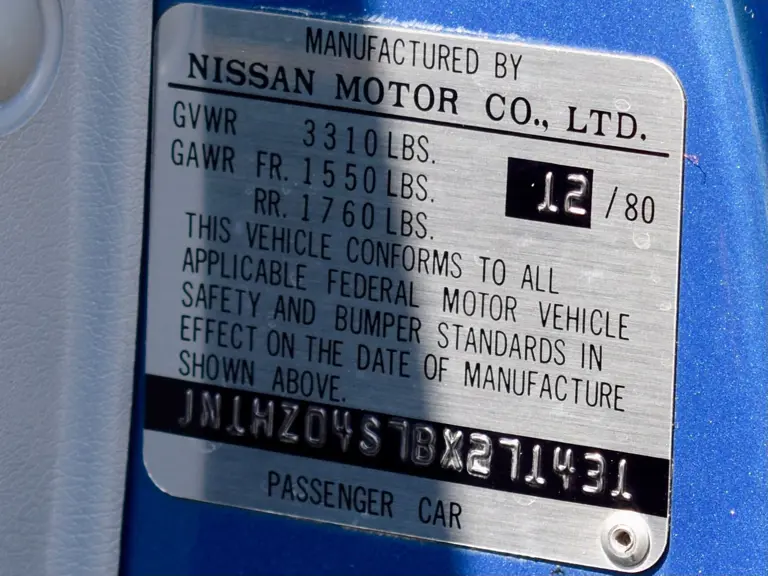 MANUFACTURED BY
NISSAN MOTOR CO., LTD.
GVWR 3310 LBS.
GAWR FR. 1550 LBS.
RR. 1760 LBS.
12 /80
THIS VEHICLE CONFORMS TO ALL
APPLICABLE FEDERAL MOTOR VEHICLE
SAFETY AND BUMPER STANDARDS IN
EFFECT ON THE DATE OF MANUFACTURE
SHOWN ABOVE.
JN1HZ04S7BX271431
PASSENGER CAR